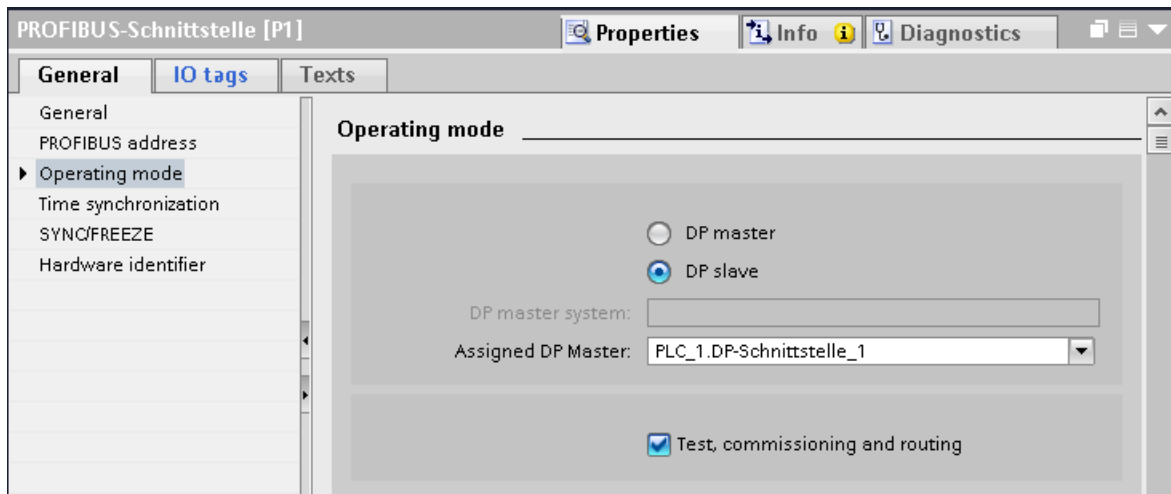 PROFIBUS-Schnittstelle [P1]
Properties
Info
Diagnostics
General
IO tags
Texts
General
PROFIBUS address
Operating mode
Time synchronization
SYNC/FREEZE
Hardware identifier
Operating mode
DP master
DP slave
DP master system:
Assigned DP Master: PLC_1.DP-Schnittstelle_1
Test, commissioning and routing